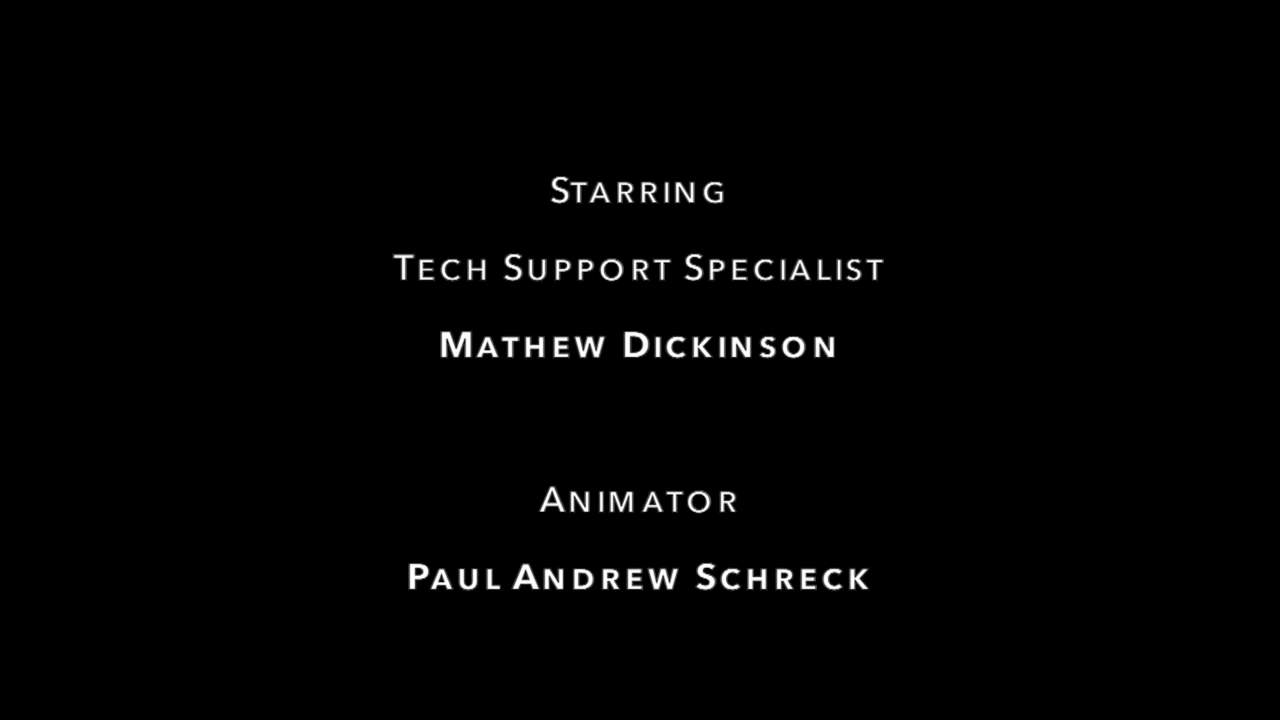 Starring
Tech Support Specialist
Mathew Dickinson
Animator
Paul Andrew Schreck